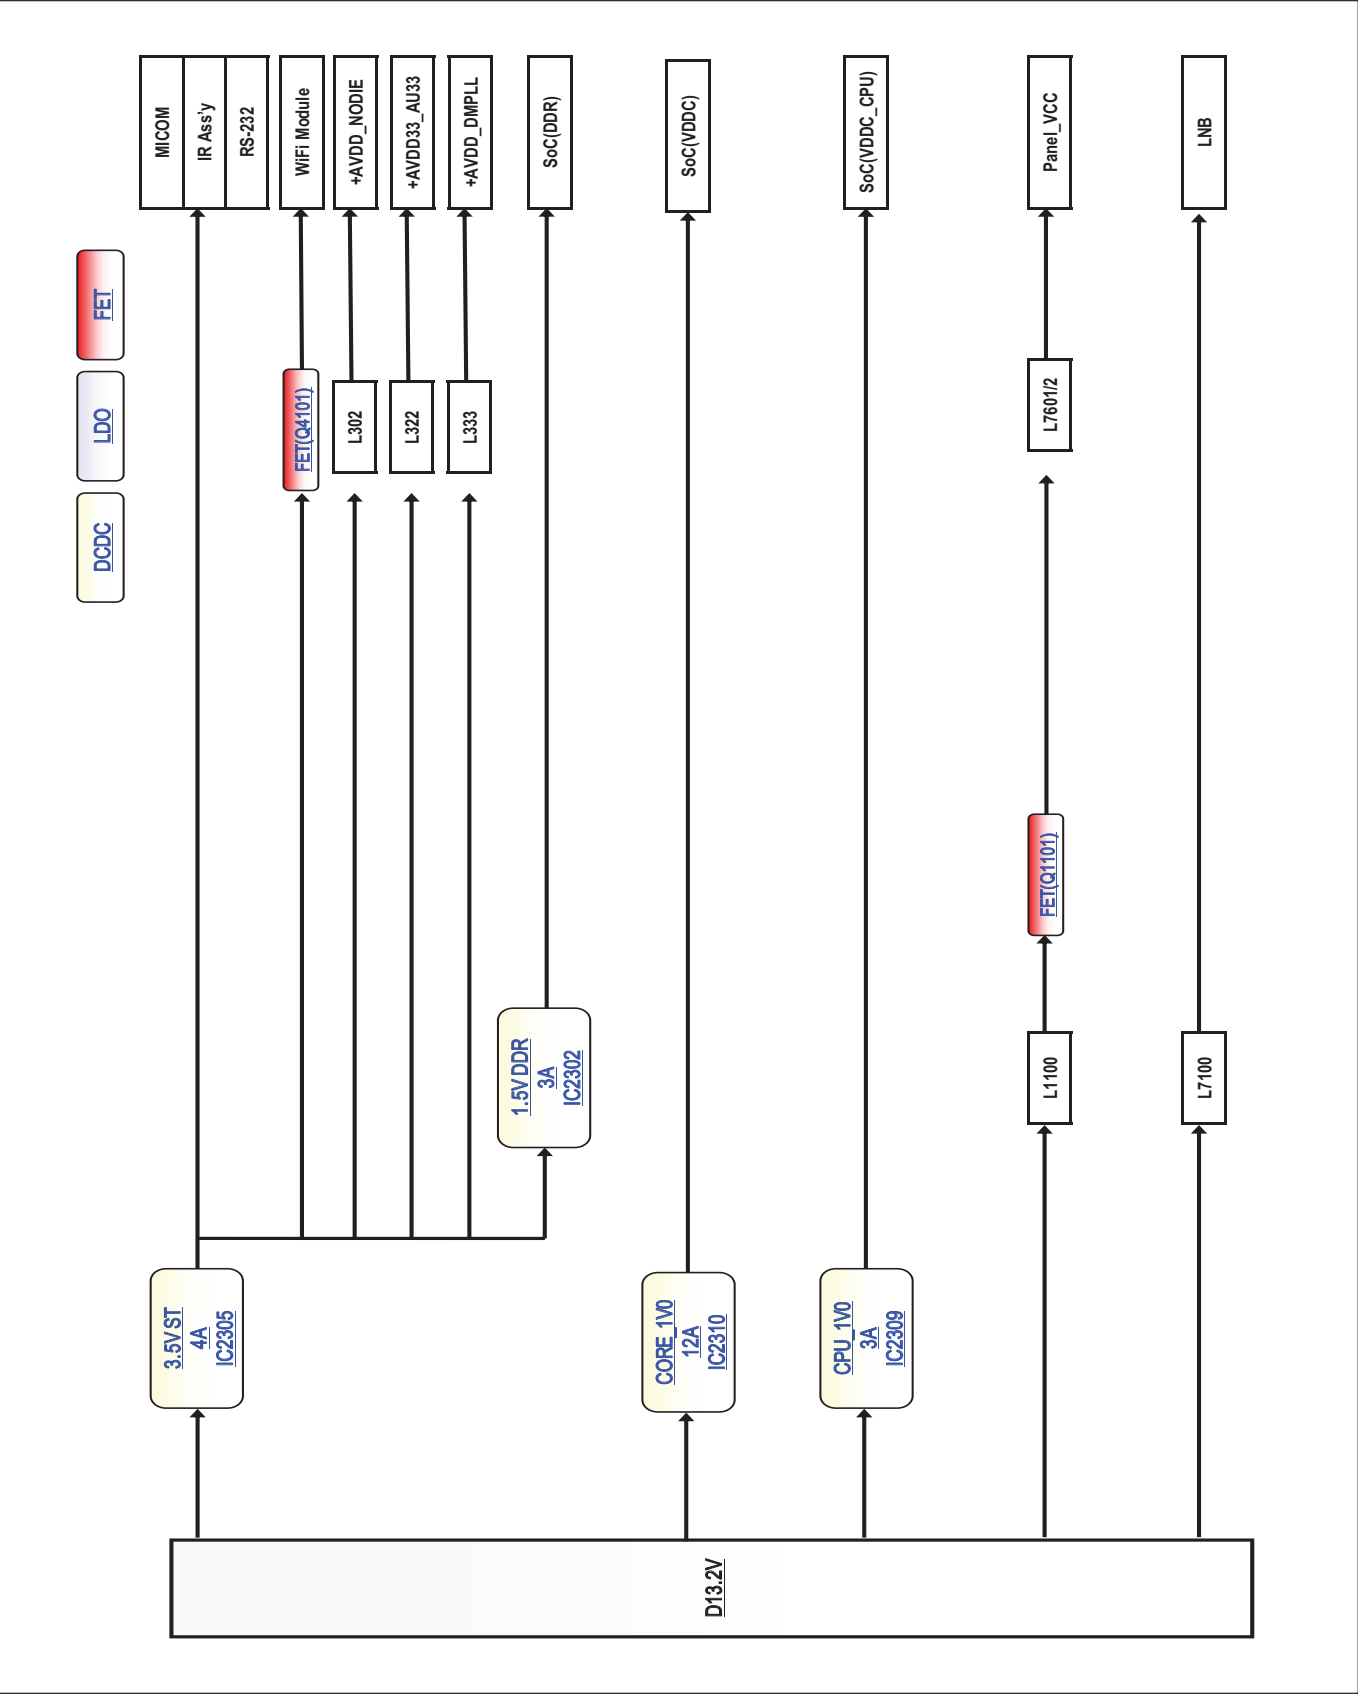 D13.2V
3.5V ST
4A
IC2305
CORE_1V0
12A
IC2310
CPU_1V0
3A
IC2309
1.5V DDR
3A
IC2302
L1100
L7100
FET(Q1101)
DCDC
LDO
FET
FET(Q4101)
L302
L322
L333
L7601/2
MICOM
IR Ass'y
RS-232
WiFi Module
+AVDD_NODIE
+AVDD33_AU33
+AVDD_DMPLL
SoC(DDR)
SoC(VDDC)
SoC(VDDC_CPU)
Panel_VCC
LNB